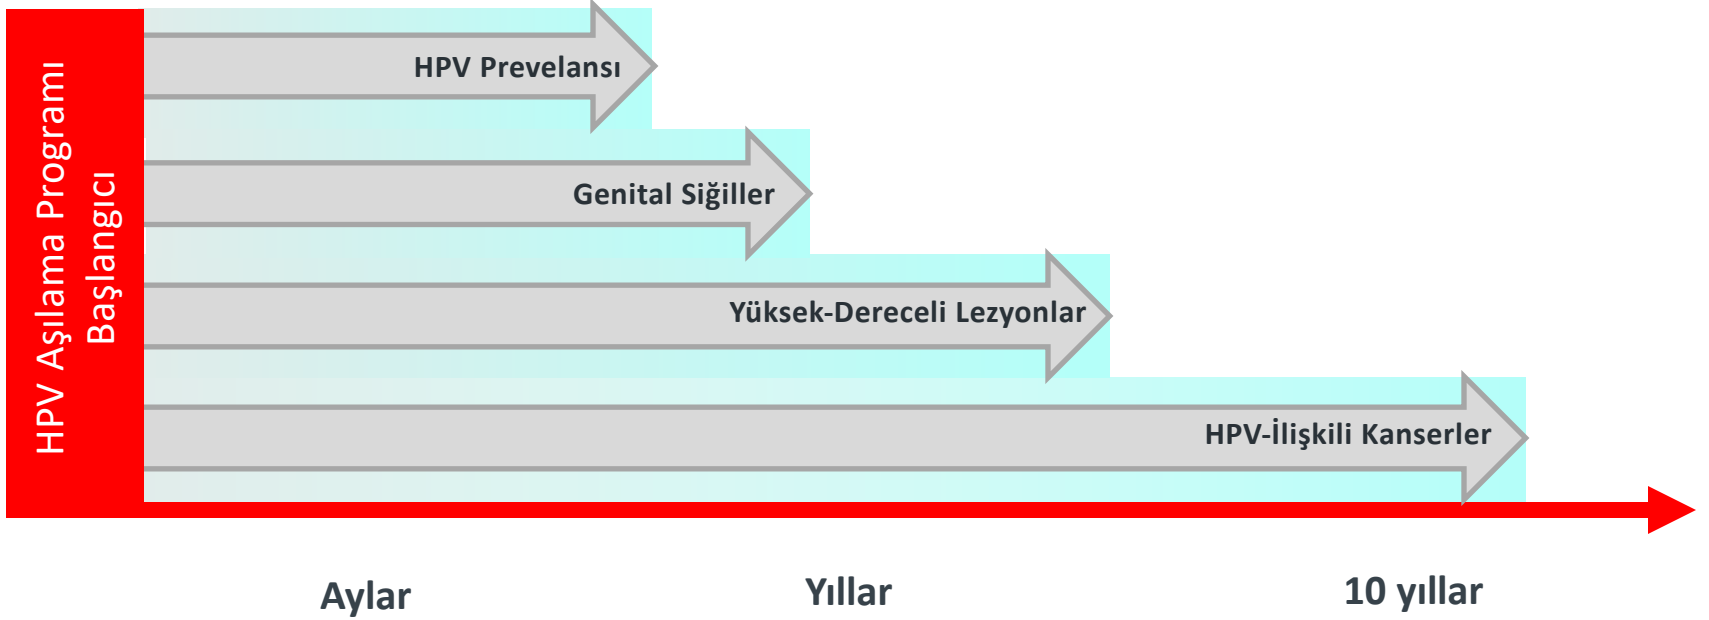 HPV Aşılama Programı
Başlangıcı
HPV Prevelansı
Genital Siğiller
Yüksek-Dereceli Lezyonlar
HPV-İlişkili Kanserler
Aylar
Yıllar
10 yıllar